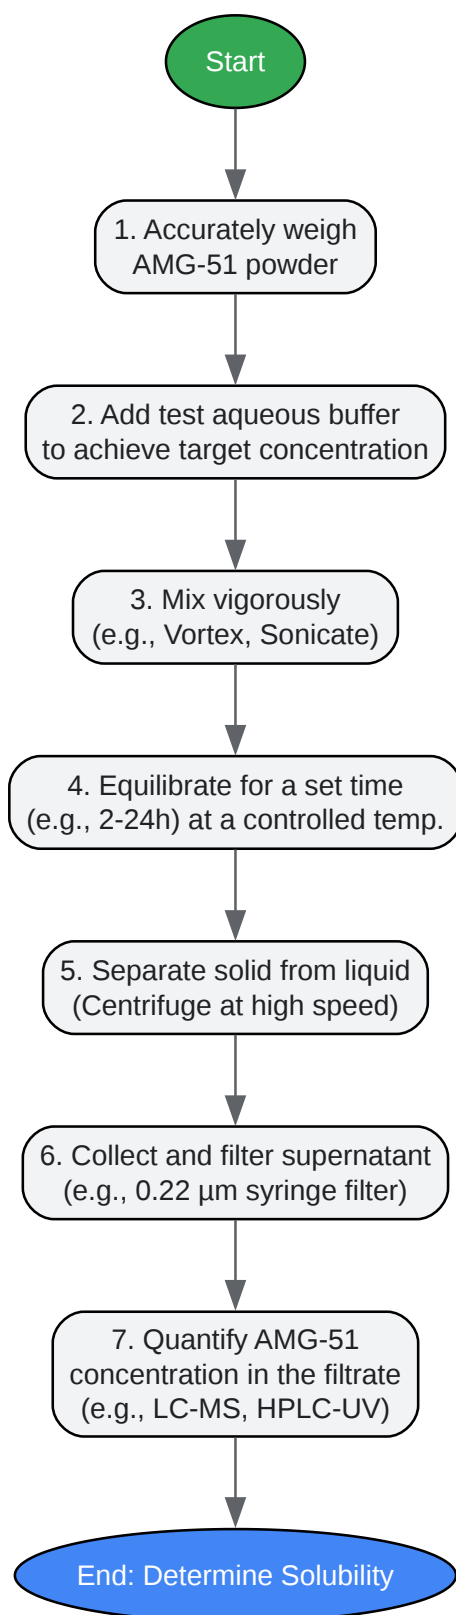 Start
1. Accurately weigh
AMG-51 powder
2. Add test aqueous buffer
to achieve target concentration
3. Mix vigorously
(e.g., Vortex, Sonicate)
4. Equilibrate for a set time
(e.g., 2-24h) at a controlled temp.
5. Separate solid from liquid
(Centrifuge at high speed)
6. Collect and filter supernatant
(e.g., 0.22 µm syringe filter)
7. Quantify AMG-51
concentration in the filtrate
(e.g., LC-MS, HPLC-UV)
End: Determine Solubility